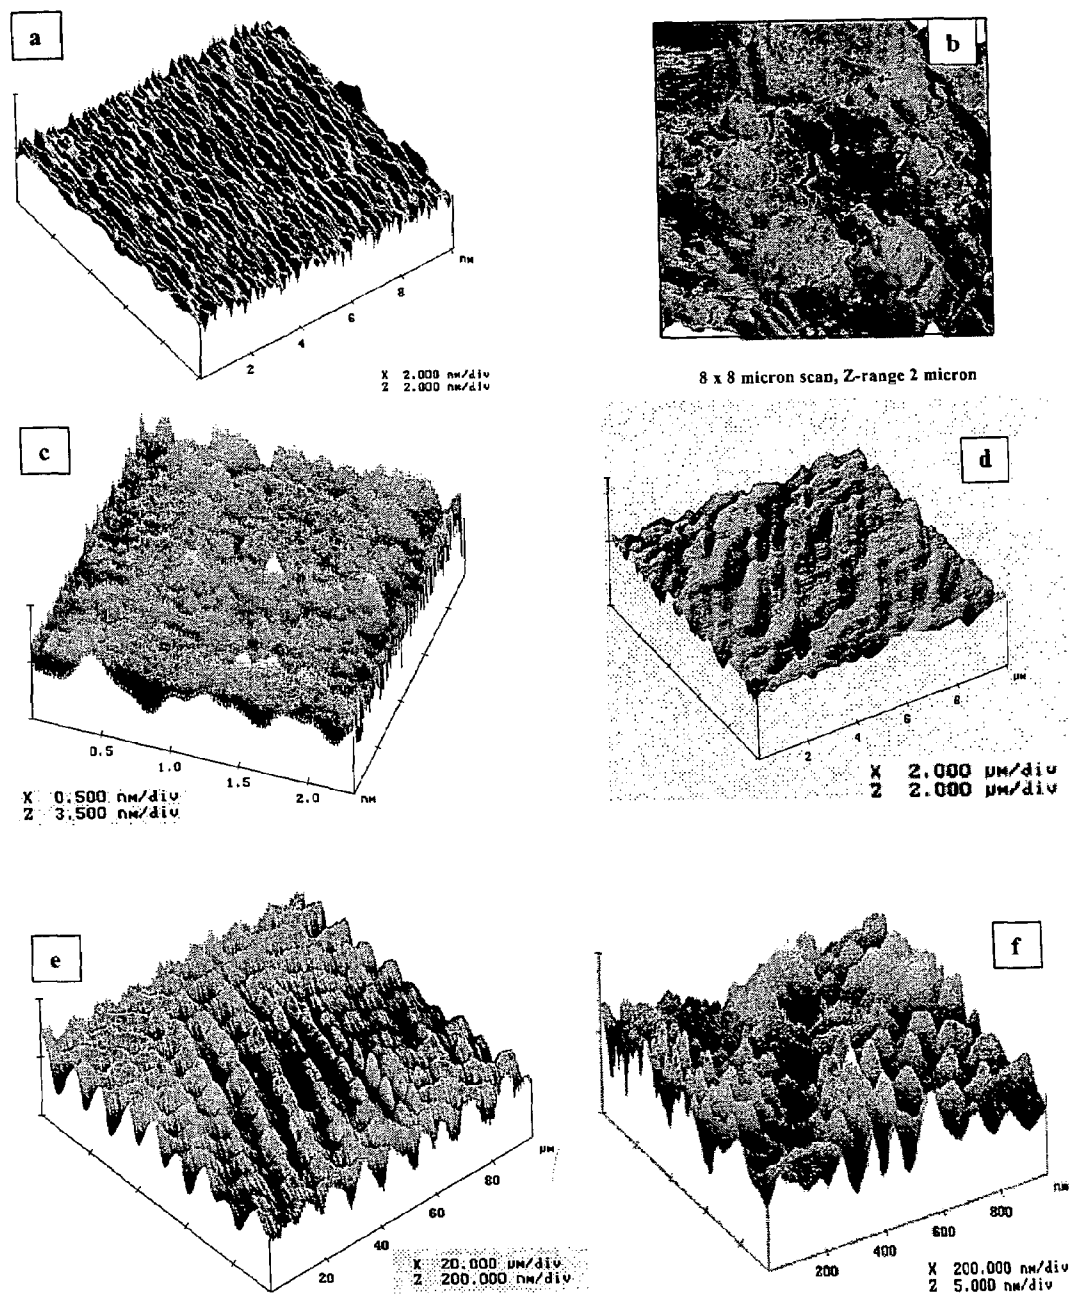 a
2
4
6
8
nm
X 2.000 nm/div
Z 2.000 nm/div
b
8 x 8 micron scan, Z-range 2 micron
c
0.5
1.0
1.5
2.0
nm
X 0.500 nm/div
Z 3.500 nm/div
d
2
4
6
8
μm
X 2.000 μm/div
Z 2.000 μm/div
e
20
40
60
80
μm
X 20.000 μm/div
Z 200.000 nm/div
f
200
400
600
800
nm
X 200.000 nm/div
Z 5.000 nm/div